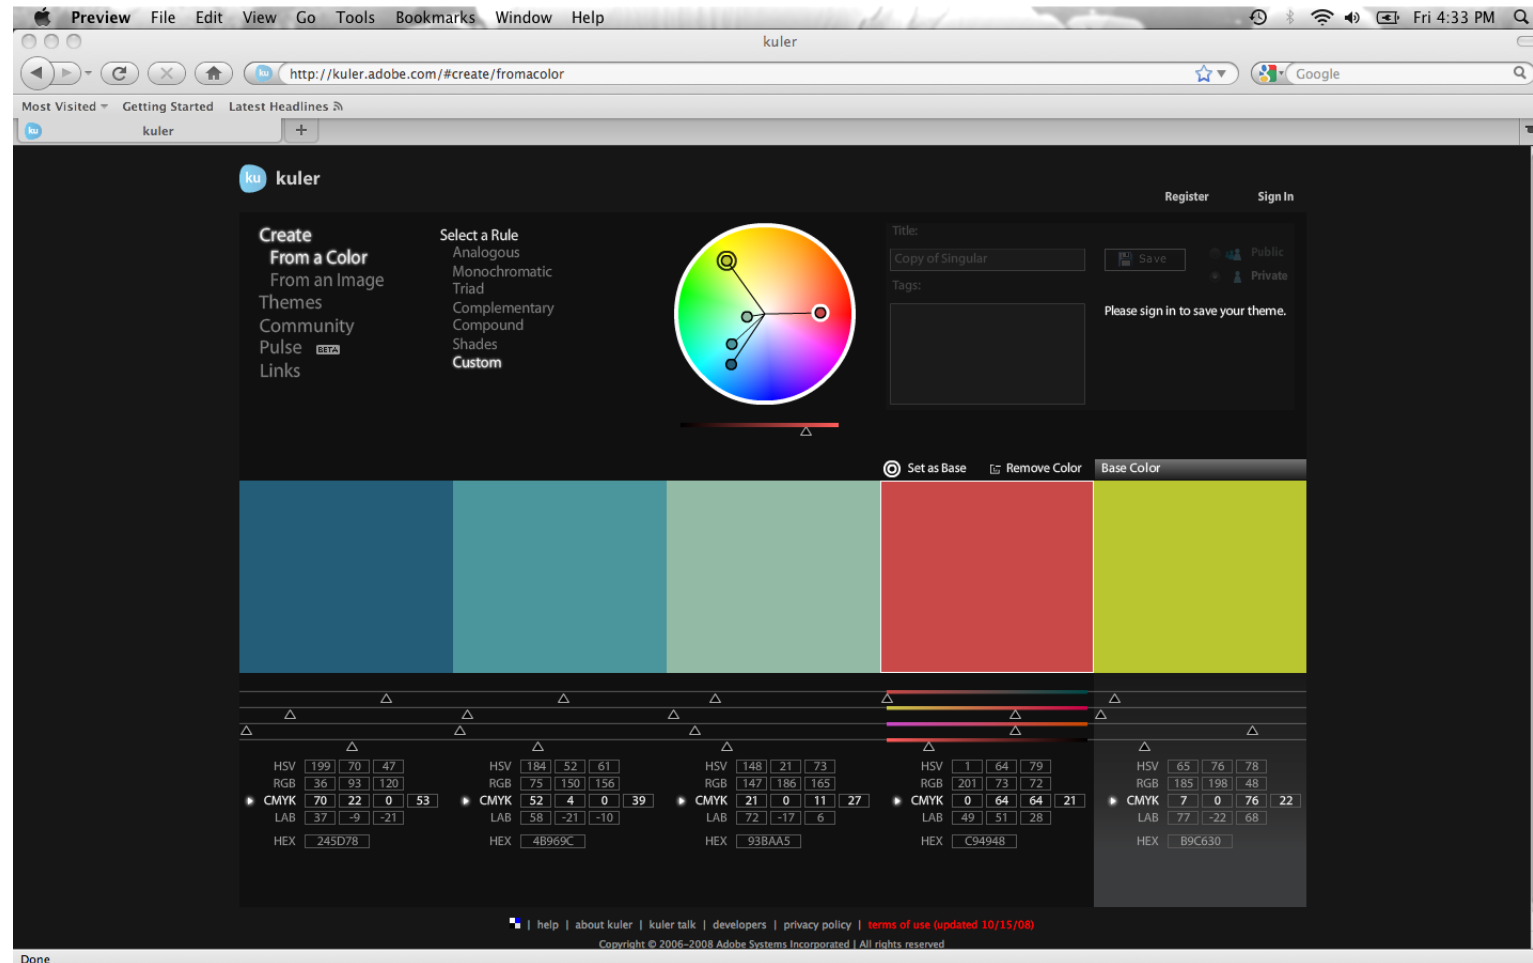 Preview File Edit View Go Tools Bookmarks Window Help Fri 4:33 PM
kuler
http://kuler.adobe.com/#create/fromacolor Google
Most Visited Getting Started Latest Headlines
ku kuler +
ku kuler
Register Sign In
Create
From a Color
From an Image
Themes
Community
Pulse BETA
Links
Select a Rule
Analogous
Monochromatic
Triad
Complementary
Compound
Shades
Custom
Title:
Copy of Singular
Tags:
Save
Public
Private
Please sign in to save your theme.
Set as Base Remove Color Base Color
HSV 199 70 47 HSV 184 52 61 HSV 148 21 73 HSV 1 64 79 HSV 65 76 78
RGB 36 93 120 RGB 75 150 156 RGB 147 186 165 RGB 201 73 72 RGB 185 198 48
CMYK 70 22 0 53 CMYK 52 4 0 39 CMYK 21 0 11 27 CMYK 0 64 64 21 CMYK 7 0 76 22
LAB 37 -9 -21 LAB 58 -21 -10 LAB 72 -17 6 LAB 49 51 28 LAB 77 -22 68
HEX 245D78 HEX 4B969C HEX 93BAA5 HEX C94948 HEX B9C630
| help | about kuler | kuler talk | developers | privacy policy | terms of use (updated 10/15/08)
Copyright © 2006-2008 Adobe Systems Incorporated | All rights reserved
Done